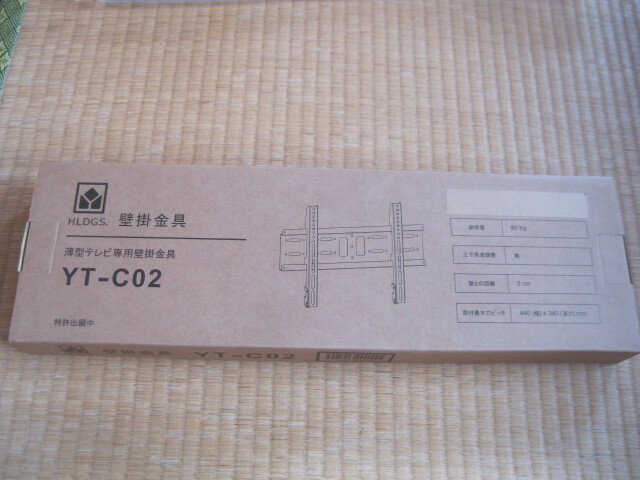 HLDGS. 壁掛金具
薄型テレビ専用壁掛金具
YT-C02
特許出願中
耐荷重 60 Kg
上下角度調整 無
壁との距離 5 cm
取付最大穴ピッチ 440 (幅) x 340 (高さ) mm
壁掛金具 YT-C02